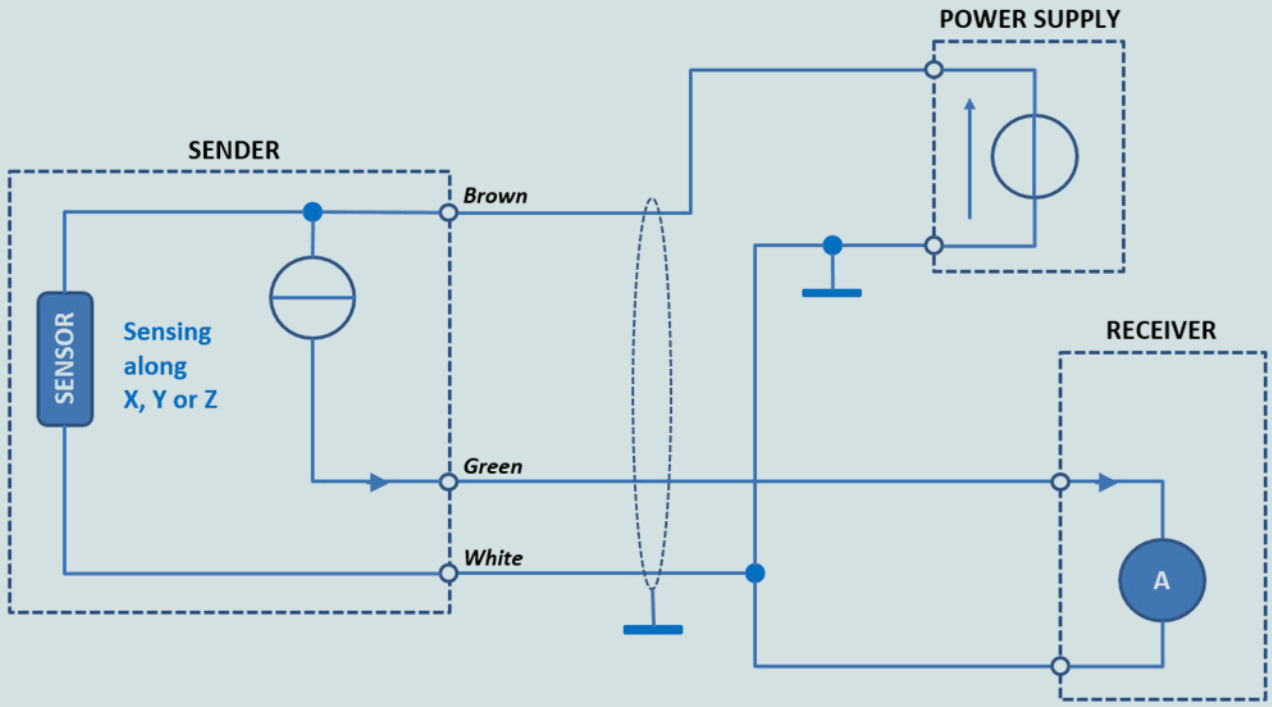 POWER SUPPLY
SENDER
Brown
SENSOR
Sensing
along
X, Y or Z
RECEIVER
Green
White
A